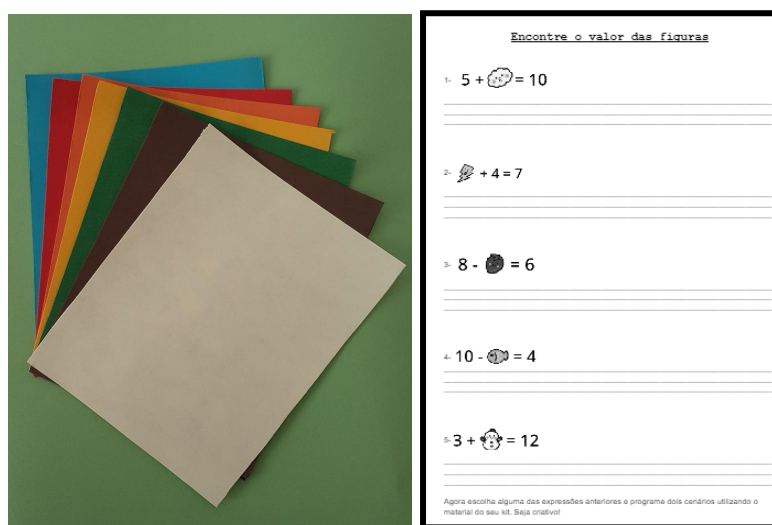 Encontre o valor das figuras
1- 5 + = 10
2- + 4 = 7
3- 8 - = 6
4- 10 - = 4
5- 3 + = 12
Agora escolha alguma das expressões anteriores e programe dois cenários utilizando o
material do seu kit. Seja criativo!